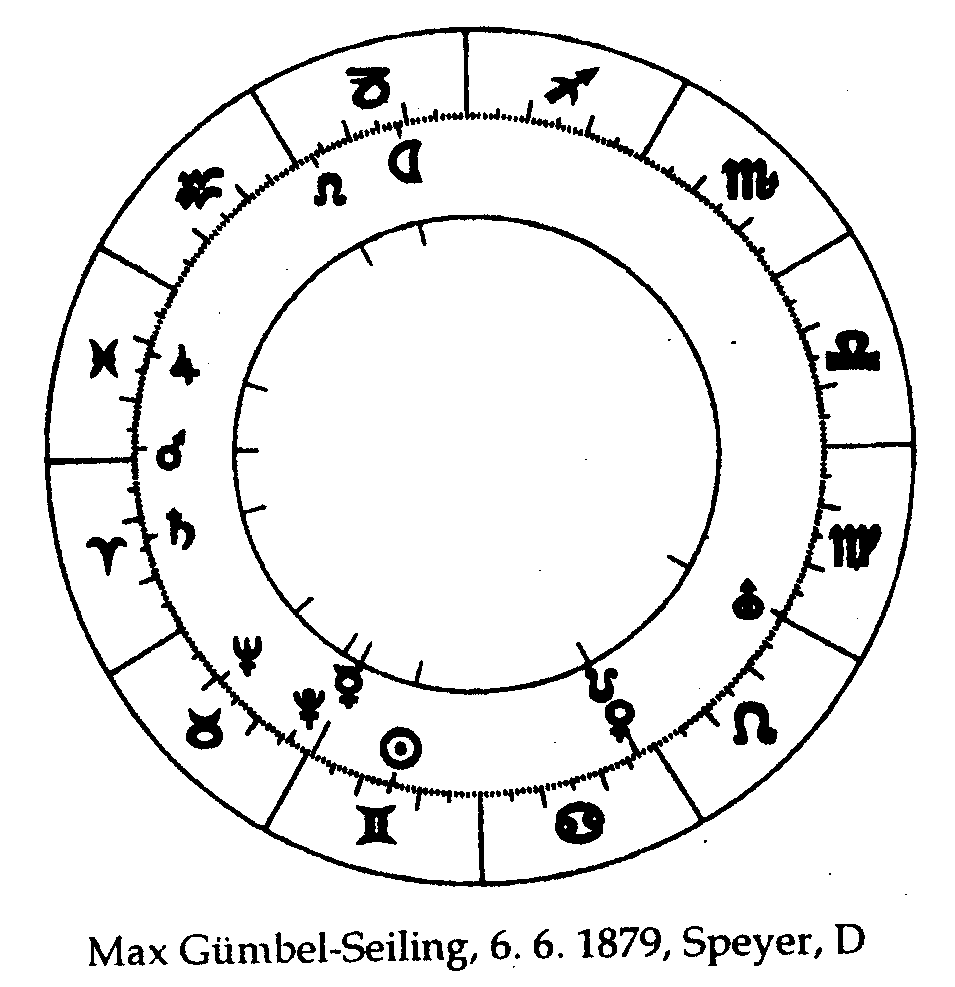 Max Gümbel-Seiling, 6. 6. 1879, Speyer, D